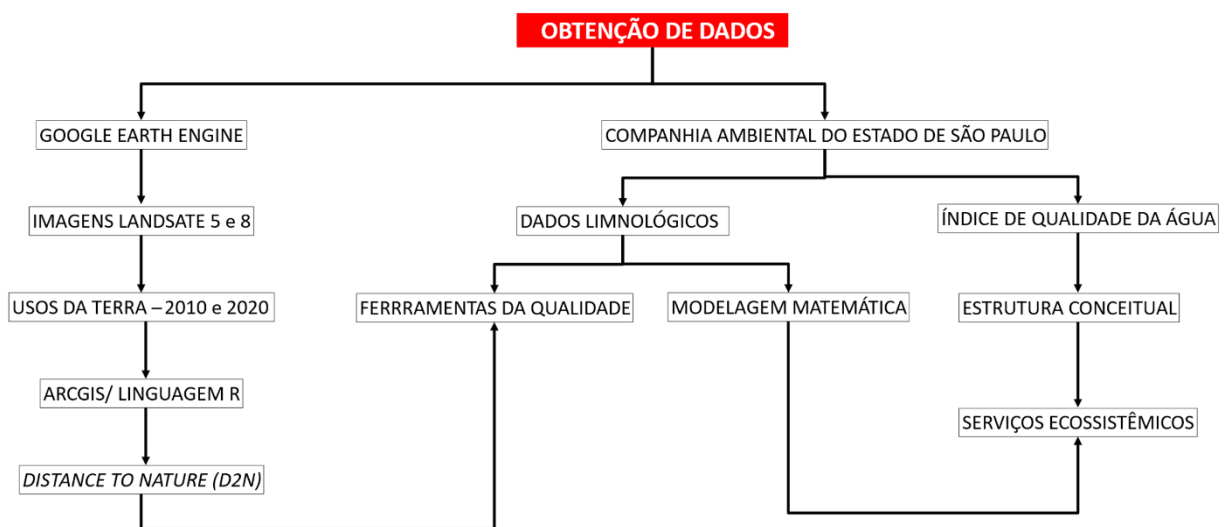 OBTENÇÃO DE DADOS
GOOGLE EARTH ENGINE
COMPANHIA AMBIENTAL DO ESTADO DE SÃO PAULO
IMAGENS LANDSATE 5 e 8
DADOS LIMNOLÓGICOS
ÍNDICE DE QUALIDADE DA ÁGUA
USOS DA TERRA – 2010 e 2020
FERRRAMENTAS DA QUALIDADE
MODELAGEM MATEMÁTICA
ESTRUTURA CONCEITUAL
ARCGIS/ LINGUAGEM R
SERVIÇOS ECOSSISTÊMICOS
DISTANCE TO NATURE (D2N)